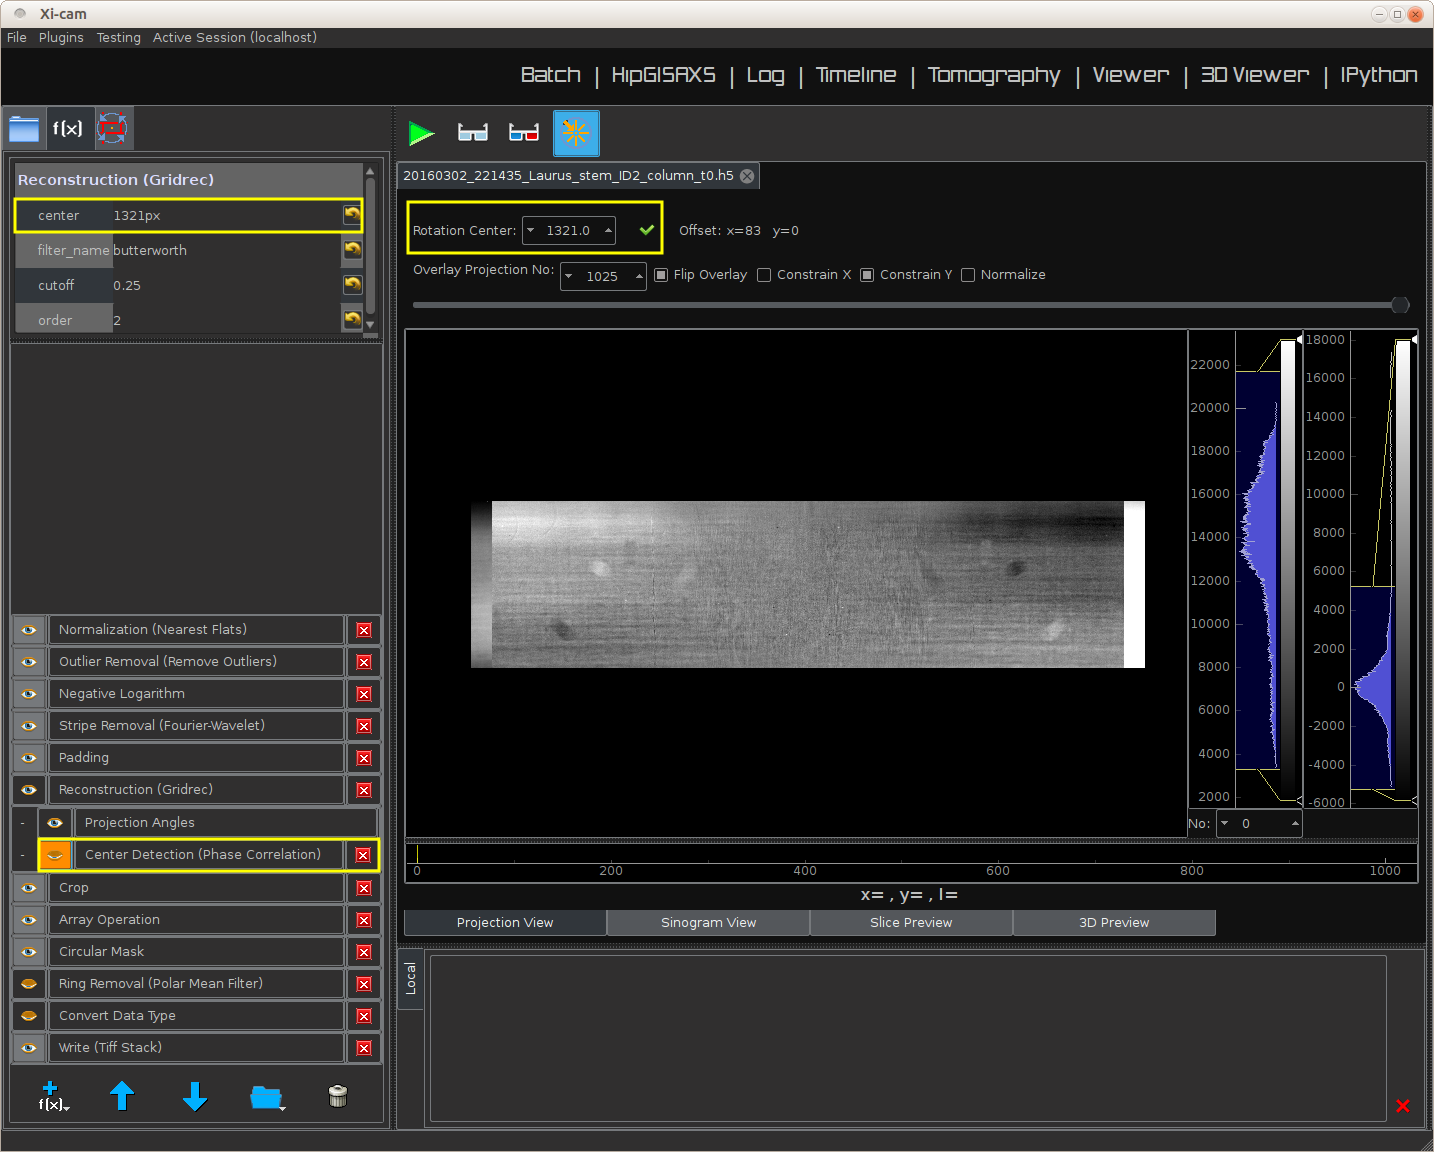 Xi-cam
File Plugins Testing Active Session (localhost)
Batch | HipGISAXS | Log | Timeline | Tomography | Viewer | 3D Viewer | IPython
f(x)
Reconstruction (Gridrec)
center 1321px
filter_name butterworth
cutoff 0.25
order 2
20160302_221435_Laurus_stem_ID2_column_t0.h5
Rotation Center: 1321.0 Offset: x=83 y=0
Overlay Projection No: 1025 Flip Overlay Constrain X Constrain Y Normalize
22000
20000
18000
16000
14000
12000
10000
8000
6000
4000
2000
18000
16000
14000
12000
10000
8000
6000
4000
2000
0
-2000
-4000
-6000
No: 0
0 200 400 600 800 1000
x= , y= , I=
Projection View Sinogram View Slice Preview 3D Preview
Local
Normalization (Nearest Flats)
Outlier Removal (Remove Outliers)
Negative Logarithm
Stripe Removal (Fourier-Wavelet)
Padding
Reconstruction (Gridrec)
- Projection Angles
- Center Detection (Phase Correlation)
Crop
Array Operation
Circular Mask
Ring Removal (Polar Mean Filter)
Convert Data Type
Write (Tiff Stack)
f(x)